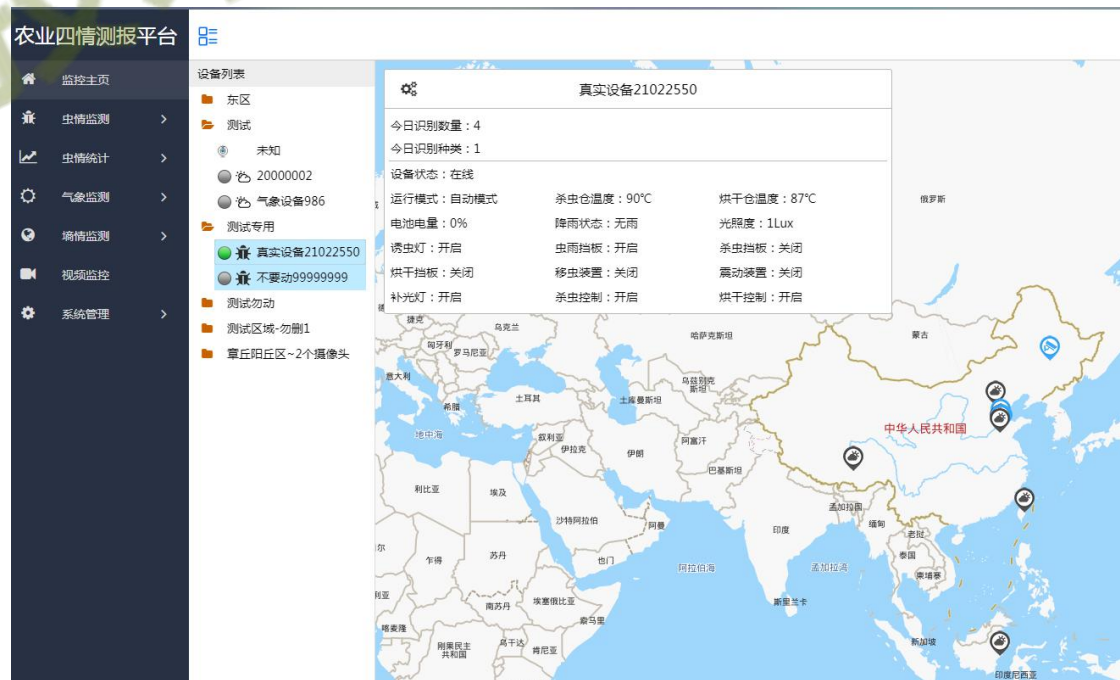 农业四情测报平台
监控主页
虫情监测
虫情统计
气象监测
墒情监测
视频监控
系统管理
设备列表
东区
测试
未知
20000002
气象设备986
测试专用
真实设备21022550
不要动99999999
测试勿动
测试区域-勿删1
章丘阳丘区~2个摄像头
真实设备21022550
今日识别数量：4
今日识别种类：1
设备状态：在线
运行模式：自动模式 杀虫仓温度：90℃ 烘干仓温度：87℃
电池电量：0% 降雨状态：无雨 光照度：1Lux
诱虫灯：开启 虫雨挡板：开启 杀虫挡板：关闭
烘干挡板：关闭 移虫装置：关闭 震动装置：关闭
补光灯：开启 杀虫控制：开启 烘干控制：开启
俄罗斯
捷克
乌克兰
匈牙利
罗马尼亚
哈萨克斯坦
蒙古
意大利
乌兹别克
斯坦
希腊
土耳其
土库曼斯坦
地中海
叙利亚
伊拉克
伊朗
阿富汗
巴基斯坦
中华人民共和国
利比亚
埃及
沙特阿拉伯
阿曼
印度
孟加拉国
缅甸
老挝
泰国
柬埔寨
乍得
苏丹
也门
阿拉伯海
孟加拉湾
南苏丹
埃塞俄比亚
斯里兰卡
索马里
喀麦隆
刚果民主
共和国
乌干达
肯尼亚
新加坡
印度尼西亚